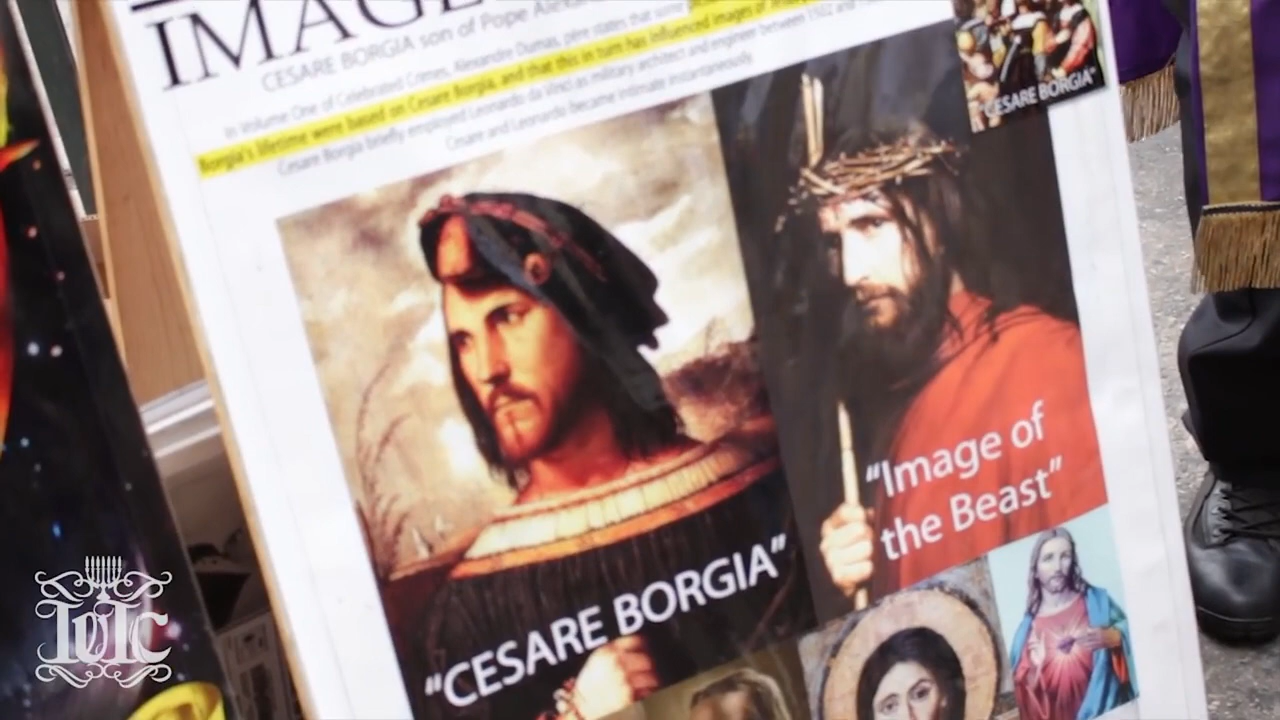 IMAGE
CESARE BORGIA son of Pope Alexa
In Volume One of Celebrated Crimes, Alexandre Dumas, père states that some
Borgia's lifetime were based on Cesare Borgia, and that this in turn has influenced images of Jesus
Cesare Borgia briefly employed Leonardo da Vinci as military architect and engineer between 1502 and
Cesare and Leonardo became intimate instantaneously
"CESARE BORGIA"
"Image of
the Beast"
"CESARE BORGIA"
IUIC